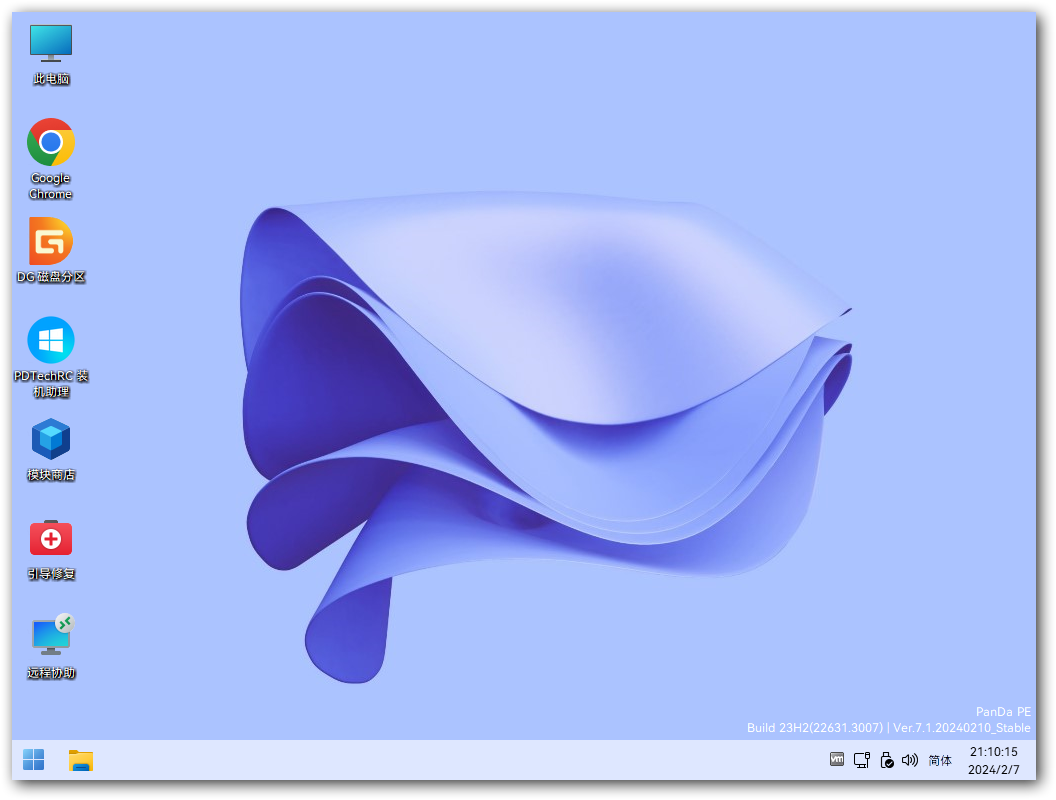 此电脑
Google
Chrome
DG 磁盘分区
PDTechRC 装
机助理
模块商店
引导修复
远程协助
PanDa PE
Build 23H2(22631.3007) | Ver.7.1.20240210_Stable
vm
简体
21:10:15
2024/2/7